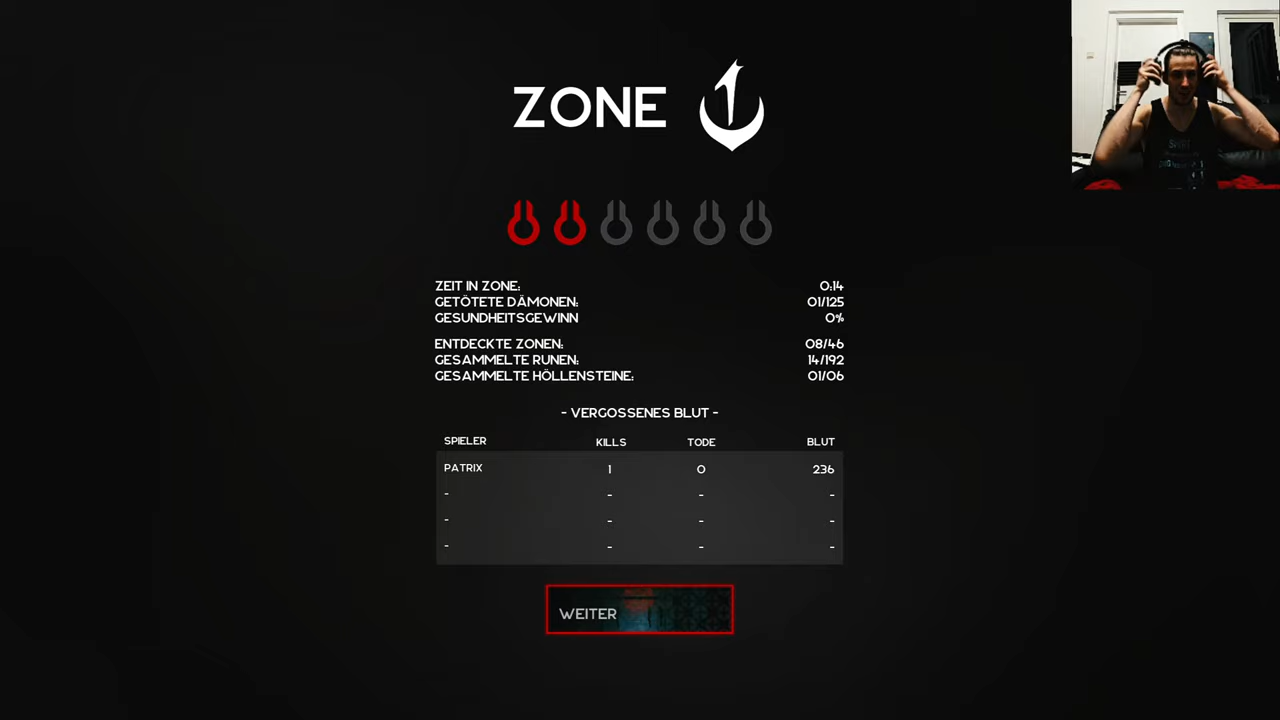 ZONE 1
ZEIT IN ZONE: 0:14
GETÖTETE DÄMONEN: 01/125
GESUNDHEITSGEWINN 0%
ENTDECKTE ZONEN: 08/46
GESAMMELTE RUNEN: 14/192
GESAMMELTE HÖLLENSTEINE: 01/06
- VERGOSSENES BLUT -
SPIELER KILLS TODE BLUT
PATRIX 1 0 236
- - - -
- - - -
- - - -
WEITER